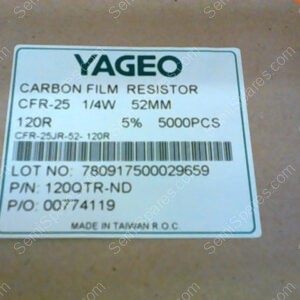 YAGEO
CARBON FILM RESISTOR
CFR-25 1/4W 52MM
120R 5% 5000PCS
CFR-25JR-52- 120R
LOT NO: 780917500029659
P/N: 120QTR-ND
P/O: 00774119
MADE IN TAIWAN R.O.C